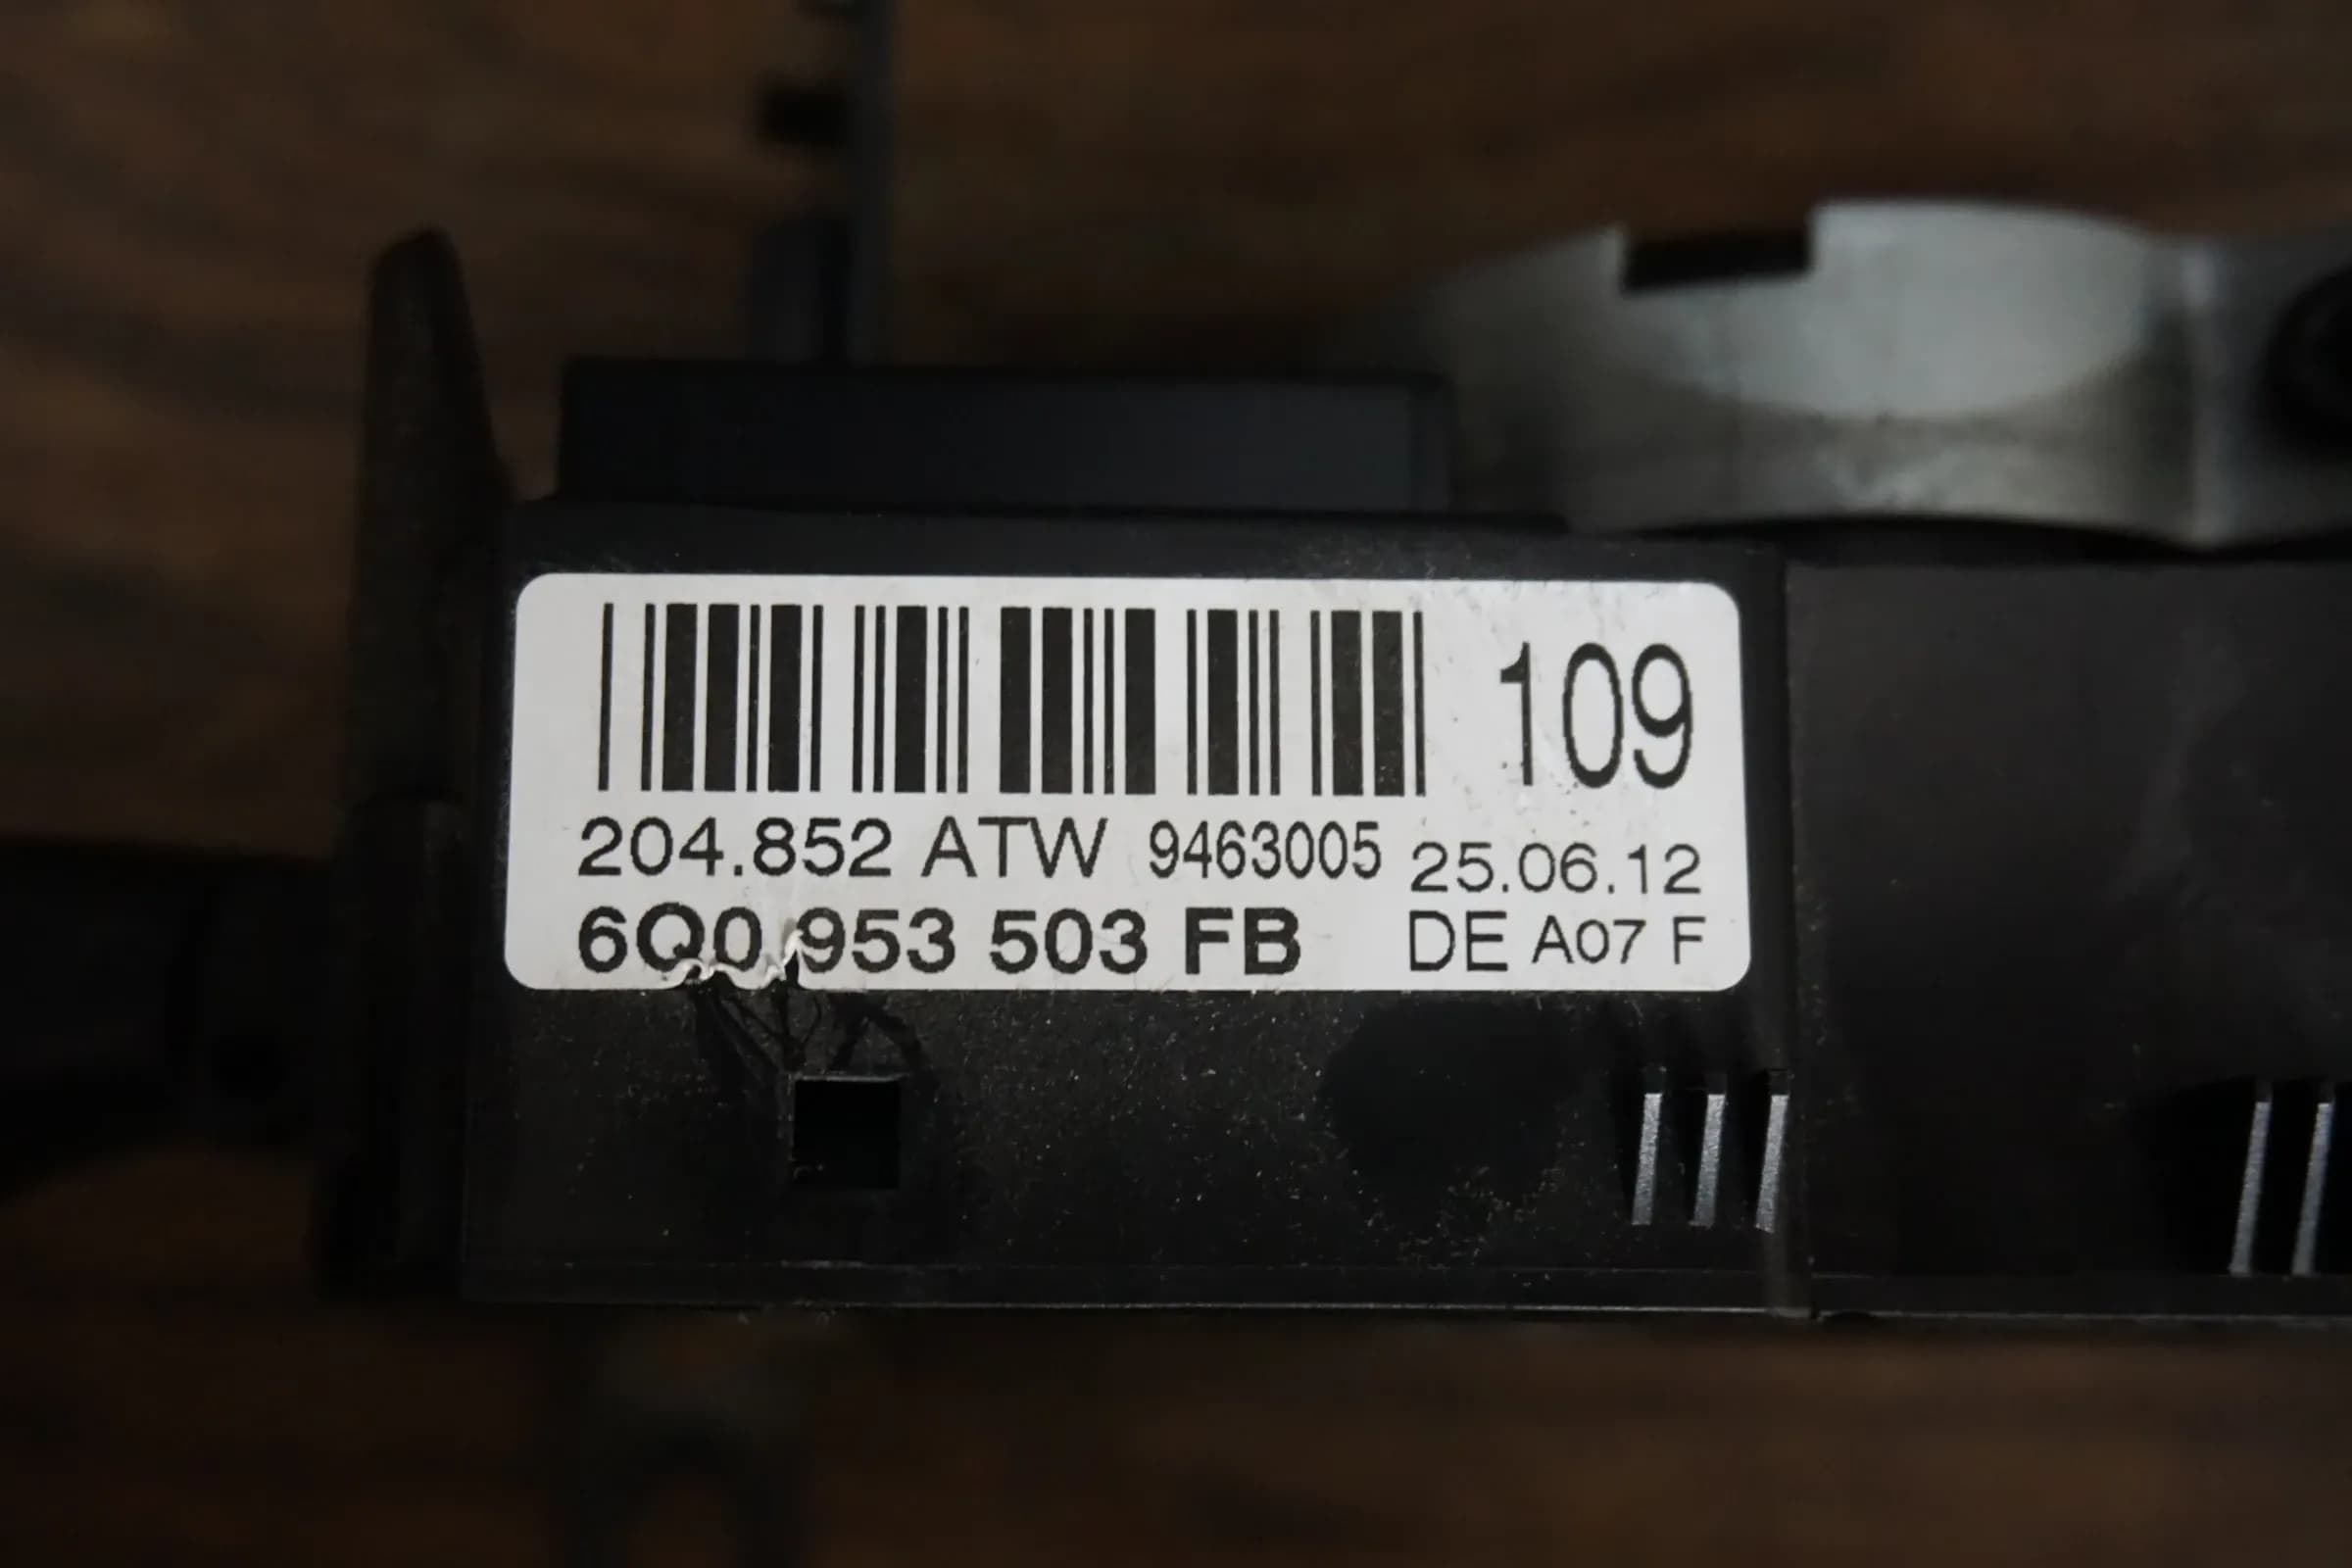 109
204.852 ATW 9463005 25.06.12
6Q0 953 503 FB DE A07 F